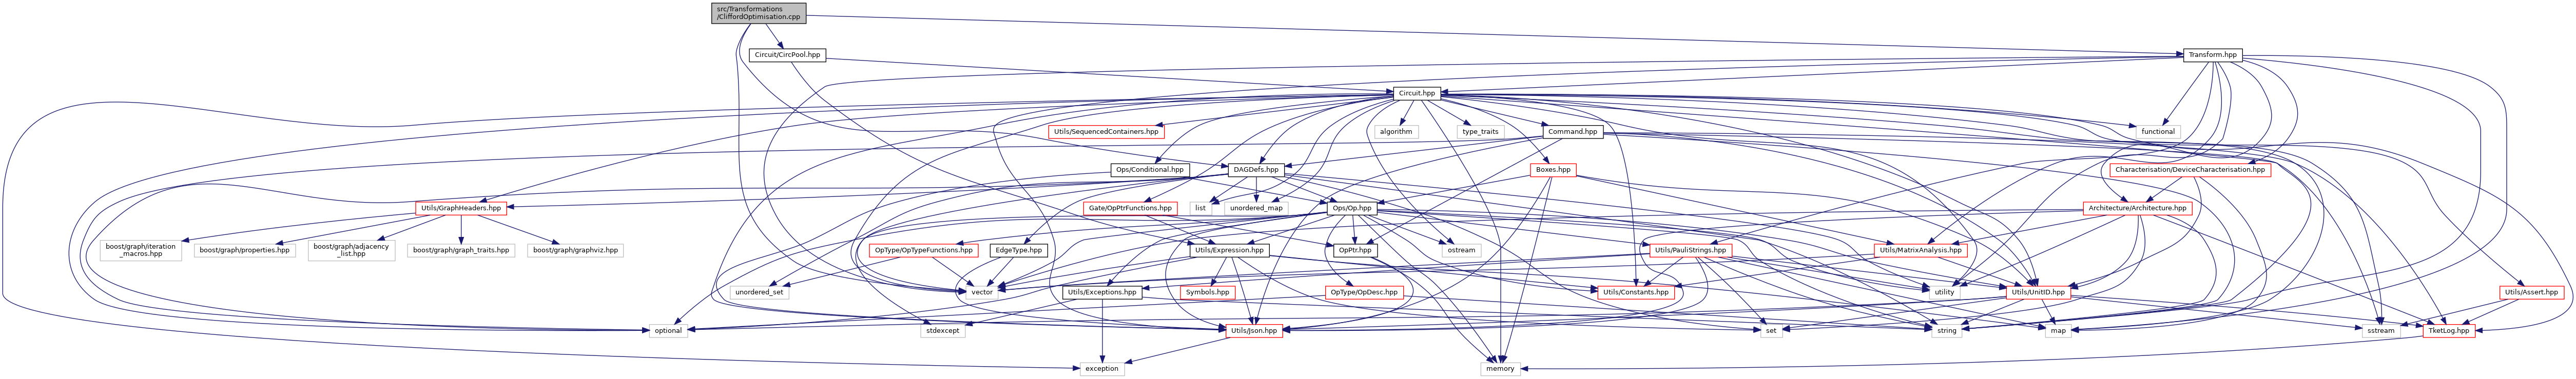 src/Transformations
/CliffordOptimisation.cpp
Circuit/CircPool.hpp
Transform.hpp
Circuit.hpp
Utils/SequencedContainers.hpp
algorithm
type_traits
Command.hpp
functional
Ops/Conditional.hpp
DAGDefs.hpp
Boxes.hpp
Characterisation/DeviceCharacterisation.hpp
Utils/GraphHeaders.hpp
Gate/OpPtrFunctions.hpp
list
unordered_map
Ops/Op.hpp
Architecture/Architecture.hpp
boost/graph/iteration
_macros.hpp
boost/graph/properties.hpp
boost/graph/adjacency
_list.hpp
boost/graph/graph_traits.hpp
boost/graph/graphviz.hpp
OpType/OpTypeFunctions.hpp
EdgeType.hpp
Utils/Expression.hpp
OpPtr.hpp
ostream
Utils/PauliStrings.hpp
Utils/MatrixAnalysis.hpp
unordered_set
vector
Utils/Exceptions.hpp
Symbols.hpp
OpType/OpDesc.hpp
Utils/Constants.hpp
utility
Utils/UnitID.hpp
Utils/Assert.hpp
optional
stdexcept
Utils/Json.hpp
set
string
map
sstream
TketLog.hpp
exception
memory